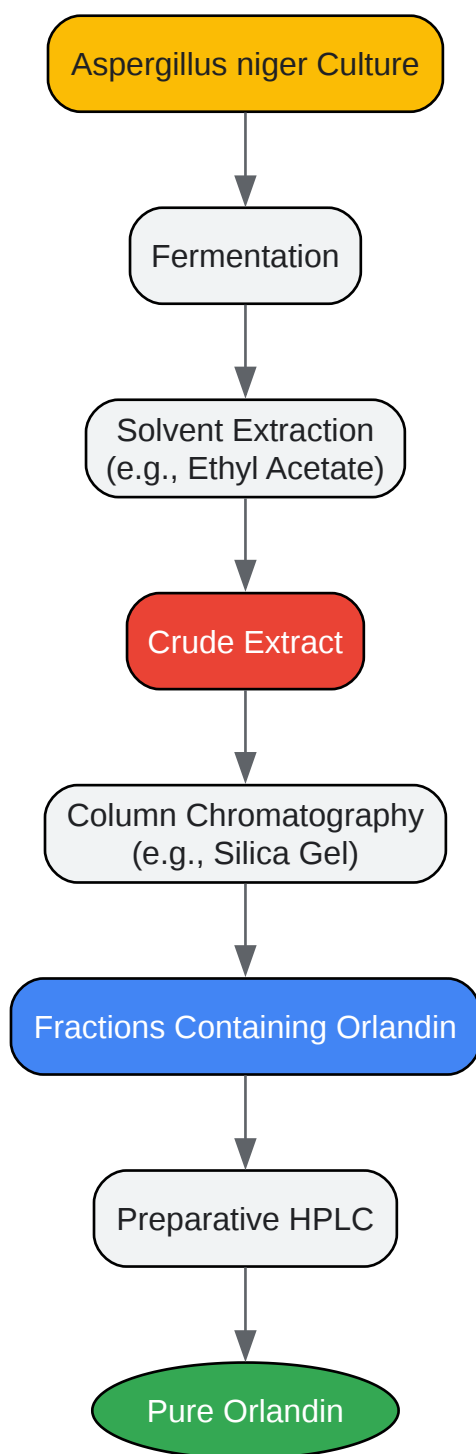 Aspergillus niger Culture
Fermentation
Solvent Extraction
(e.g., Ethyl Acetate)
Crude Extract
Column Chromatography
(e.g., Silica Gel)
Fractions Containing Orlandin
Preparative HPLC
Pure Orlandin